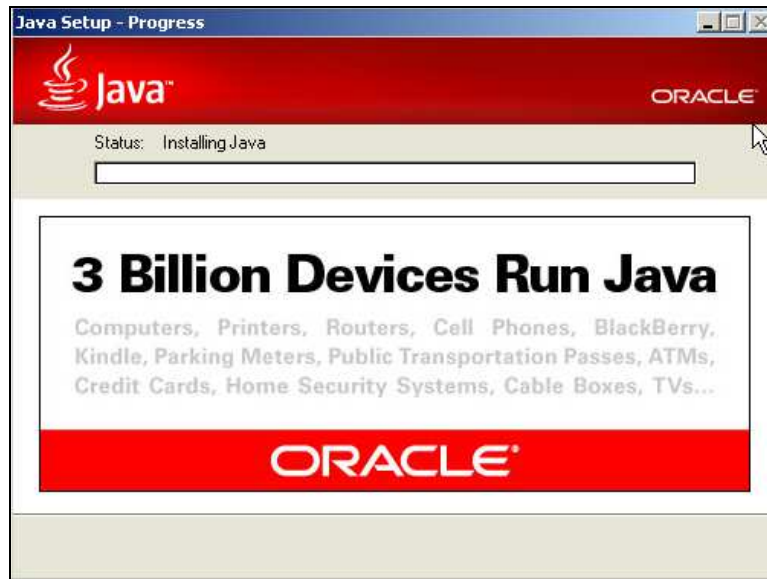 Java Setup - Progress
Java™
ORACLE®
Status: Installing Java
3 Billion Devices Run Java
Computers, Printers, Routers, Cell Phones, BlackBerry,
Kindle, Parking Meters, Public Transportation Passes, ATMs,
Credit Cards, Home Security Systems, Cable Boxes, TVs...
ORACLE®